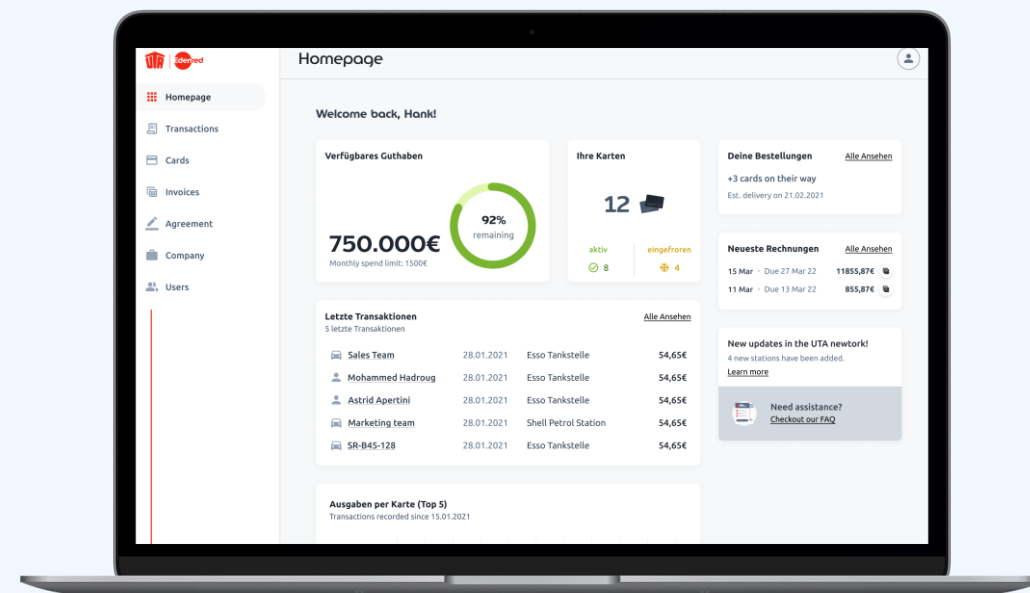 UTA Edenred
Homepage
Homepage
Transactions
Cards
Invoices
Agreement
Company
Users
Welcome back, Hank!
Verfügbares Guthaben
750.000€
Monthly spend limit: 1500€
92%
remaining
Ihre Karten
12
aktiv
8
eingefroren
4
Deine Bestellungen Alle Ansehen
+3 cards on their way
Est. delivery on 21.02.2021
Neueste Rechnungen Alle Ansehen
15 Mar · Due 27 Mar 22 11855,87€
11 Mar · Due 13 Mar 22 855,87€
Letzte Transaktionen Alle Ansehen
5 letzte Transaktionen
Sales Team 28.01.2021 Esso Tankstelle 54,65€
Mohammed Hadroug 28.01.2021 Esso Tankstelle 54,65€
Astrid Apertini 28.01.2021 Esso Tankstelle 54,65€
Marketing team 28.01.2021 Shell Petrol Station 54,65€
SR-B45-128 28.01.2021 Esso Tankstelle 54,65€
New updates in the UTA newtork!
4 new stations have been added.
Learn more
Need assistance?
Checkout our FAQ
Ausgaben per Karte (Top 5)
Transactions recorded since 15.01.2021